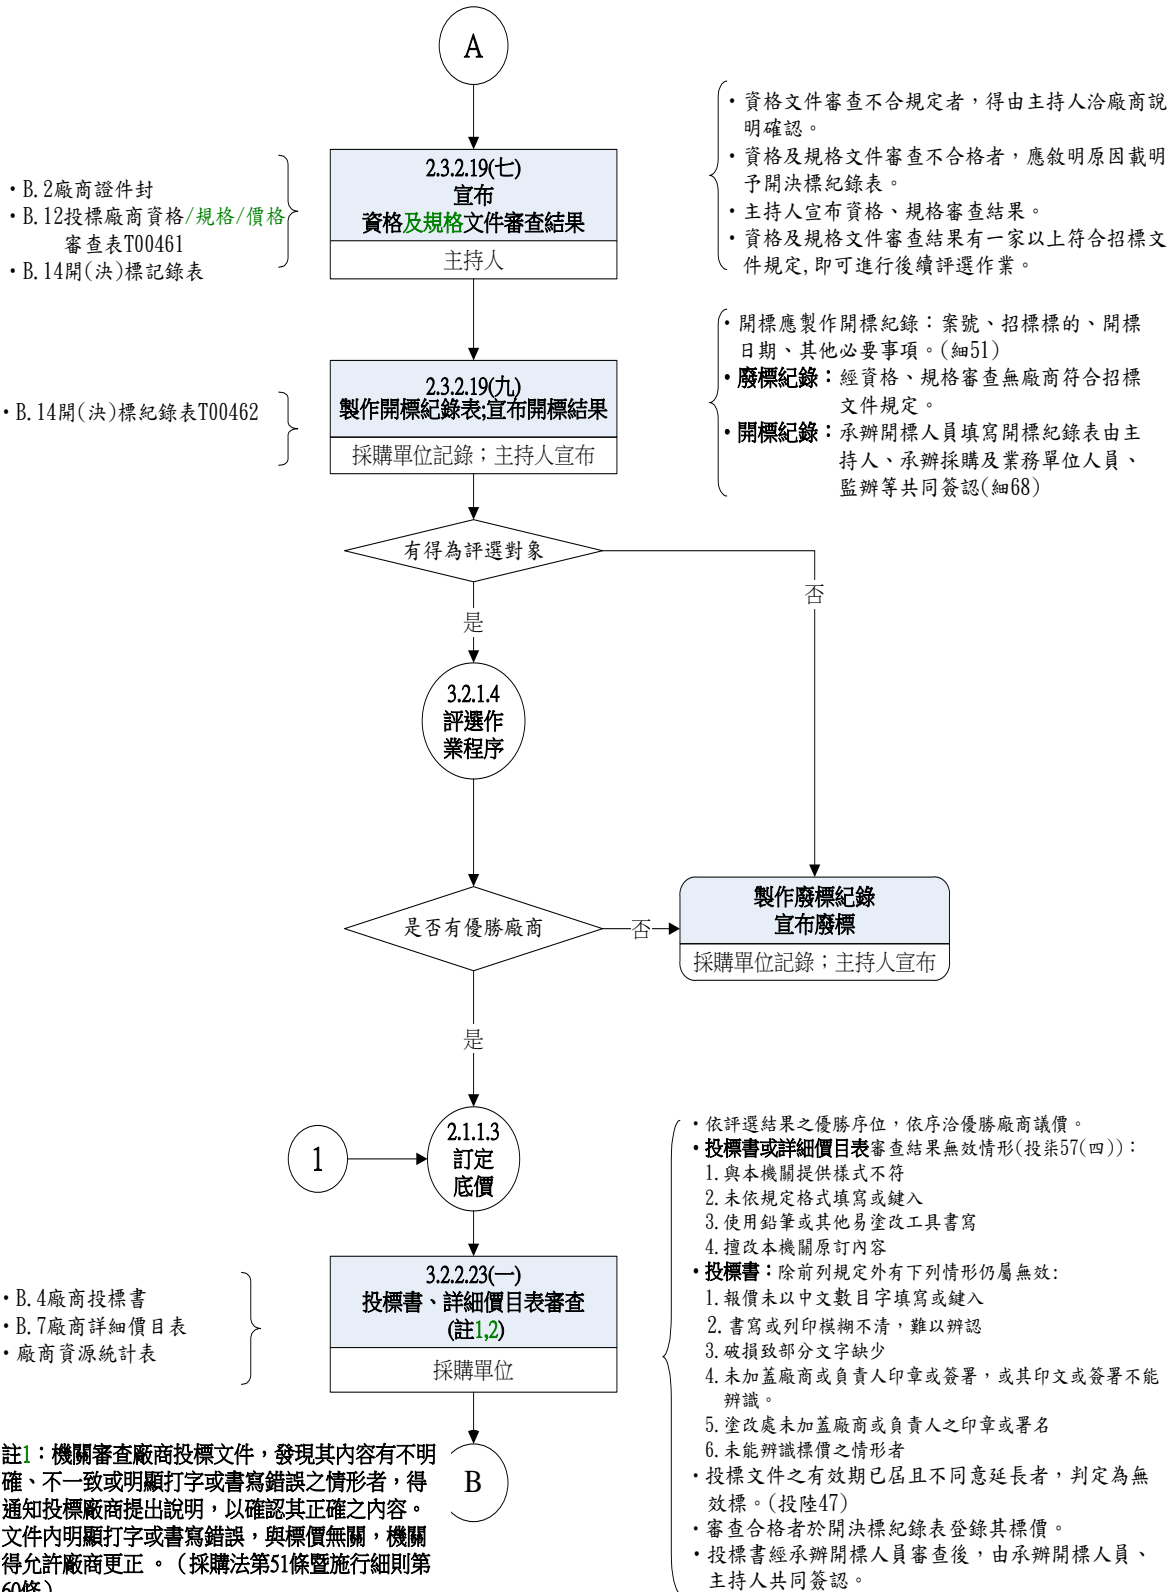 A
2.3.2.19(七)
宣布
資格及規格文件審查結果
主持人
・B.2廠商證件封
・B.12投標廠商資格/規格/價格
審查表T00461
・B.14開(決)標記錄表
・資格文件審查不合規定者，得由主持人洽廠商說
明確認。
・資格及規格文件審查不合格者，應敘明原因載明
予開決標紀錄表。
・主持人宣布資格、規格審查結果。
・資格及規格文件審查結果有一家以上符合招標文
件規定,即可進行後續評選作業。
2.3.2.19(九)
製作開標紀錄表;宣布開標結果
採購單位記錄；主持人宣布
・B.14開(決)標紀錄表T00462
・開標應製作開標紀錄：案號、招標標的、開標
日期、其他必要事項。(細51)
・廢標紀錄：經資格、規格審查無廠商符合招標
文件規定。
・開標紀錄：承辦開標人員填寫開標紀錄表由主
持人、承辦採購及業務單位人員、
監辦等共同簽認(細68)
有得為評選對象
否
是
3.2.1.4
評選作
業程序
是否有優勝廠商
否
製作廢標紀錄
宣布廢標
採購單位記錄；主持人宣布
是
1
2.1.1.3
訂定
底價
3.2.2.23(一)
投標書、詳細價目表審查
(註1,2)
採購單位
・B.4廠商投標書
・B.7廠商詳細價目表
・廠商資源統計表
・依評選結果之優勝序位，依序洽優勝廠商議價。
・投標書或詳細價目表審查結果無效情形(投柒57(四))：
1.與本機關提供樣式不符
2.未依規定格式填寫或鍵入
3.使用鉛筆或其他易塗改工具書寫
4.擅改本機關原訂內容
・投標書：除前列規定外有下列情形仍屬無效:
1.報價未以中文數目字填寫或鍵入
2.書寫或列印模糊不清，難以辨認
3.破損致部分文字缺少
4.未加蓋廠商或負責人印章或簽署，或其印文或簽署不能
辨識。
5.塗改處未加蓋廠商或負責人之印章或署名
6.未能辨識標價之情形者
・投標文件之有效期已屆且不同意延長者，判定為無
效標。(投陸47)
・審查合格者於開決標紀錄表登錄其標價。
・投標書經承辦開標人員審查後，由承辦開標人員、
主持人共同簽認。
B
註1：機關審查廠商投標文件，發現其內容有不明
確、不一致或明顯打字或書寫錯誤之情形者，得
通知投標廠商提出說明，以確認其正確之內容。
文件內明顯打字或書寫錯誤，與標價無關，機關
得允許廠商更正 。（採購法第51條暨施行細則第
60條）